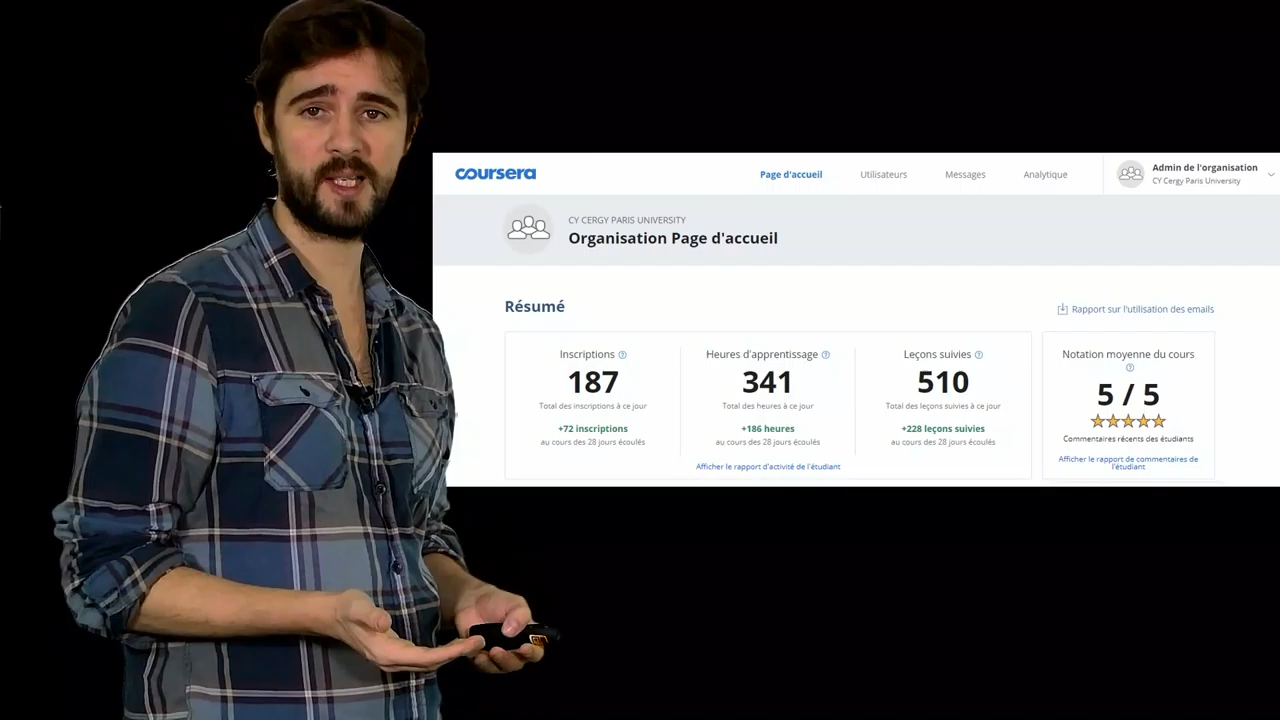 coursera
Page d'accueil
Utilisateurs
Messages
Analytique
Admin de l'organisation
CY Cergy Paris University
CY CERGY PARIS UNIVERSITY
Organisation Page d'accueil
Résumé
Rapport sur l'utilisation des emails
Inscriptions
187
Total des inscriptions à ce jour
+72 inscriptions
au cours des 28 jours écoulés
Heures d'apprentissage
341
Total des heures à ce jour
+186 heures
au cours des 28 jours écoulés
Leçons suivies
510
Total des leçons suivies à ce jour
+228 leçons suivies
au cours des 28 jours écoulés
Afficher le rapport d'activité de l'étudiant
Notation moyenne du cours
5 / 5
Commentaires récents des étudiants
Afficher le rapport de commentaires de
l'étudiant